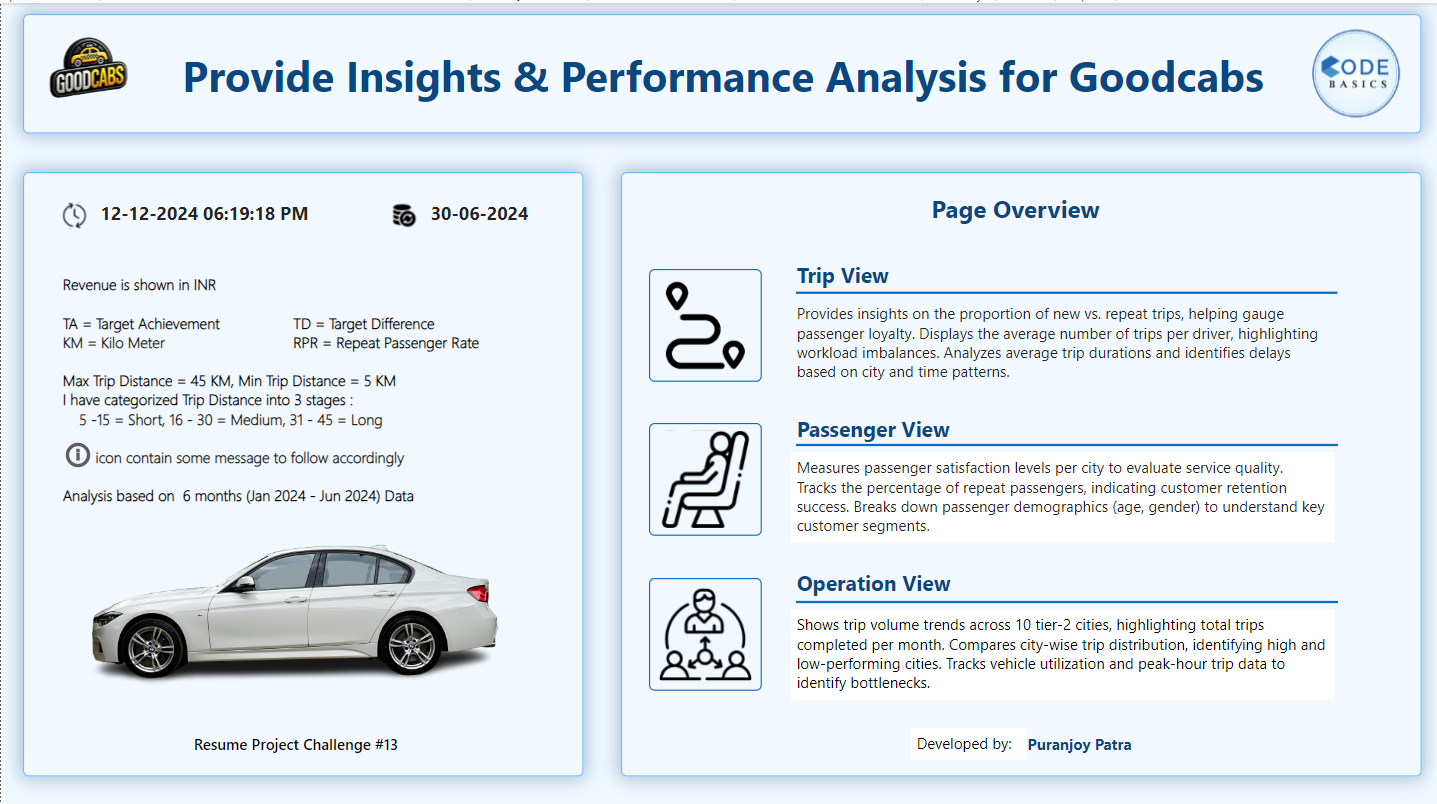 GOODCABS
Provide Insights & Performance Analysis for Goodcabs
CODE
BASICS
12-12-2024 06:19:18 PM
30-06-2024
Revenue is shown in INR
TA = Target Achievement
TD = Target Difference
KM = Kilo Meter
RPR = Repeat Passenger Rate
Max Trip Distance = 45 KM, Min Trip Distance = 5 KM
I have categorized Trip Distance into 3 stages :
5 -15 = Short, 16 - 30 = Medium, 31 - 45 = Long
icon contain some message to follow accordingly
Analysis based on  6 months (Jan 2024 - Jun 2024) Data
Resume Project Challenge #13
Page Overview
Trip View
Provides insights on the proportion of new vs. repeat trips, helping gauge
passenger loyalty. Displays the average number of trips per driver, highlighting
workload imbalances. Analyzes average trip durations and identifies delays
based on city and time patterns.
Passenger View
Measures passenger satisfaction levels per city to evaluate service quality.
Tracks the percentage of repeat passengers, indicating customer retention
success. Breaks down passenger demographics (age, gender) to understand key
customer segments.
Operation View
Shows trip volume trends across 10 tier-2 cities, highlighting total trips
completed per month. Compares city-wise trip distribution, identifying high and
low-performing cities. Tracks vehicle utilization and peak-hour trip data to
identify bottlenecks.
Developed by: Puranjoy Patra